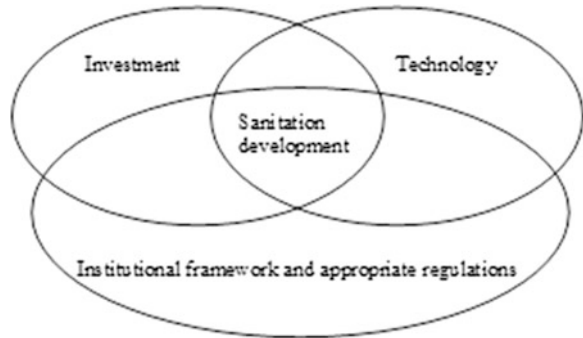 Investment
Technology
Sanitation
development
Institutional framework and appropriate regulations